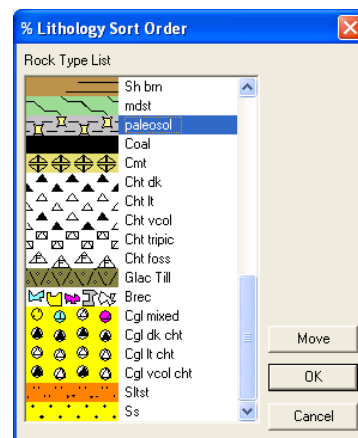 % Lithology Sort Order
Rock Type List
Sh brn
mdst
paleosol
Coal
Cmt
Cht dk
Cht lt
Cht vcol
Cht tripic
Cht foss
Glac Till
Brec
Cgl mixed
Cgl dk cht
Cgl lt cht
Cgl vcol cht
Sltst
Ss
Move
OK
Cancel